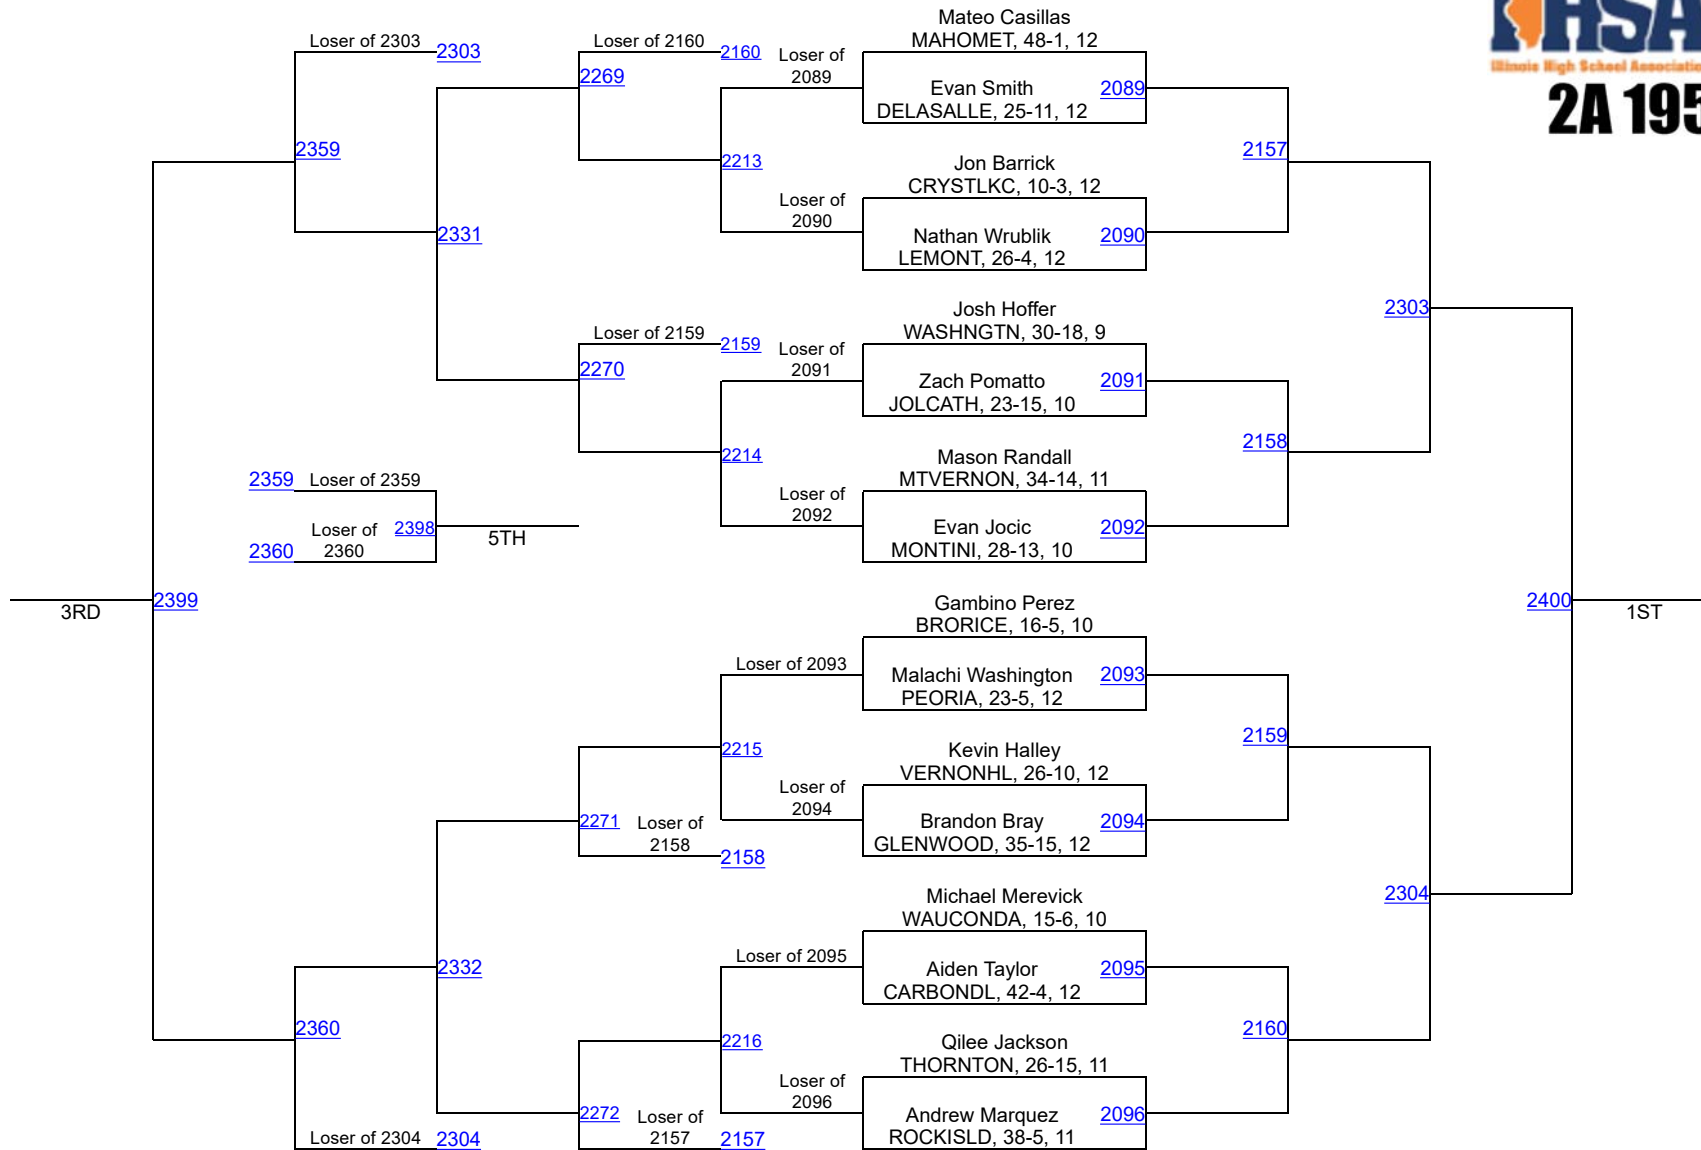 IHSA
Illinois High School Associatio
2A 195
Mateo Casillas
MAHOMET, 48-1, 12
Loser of 2303
2303
Loser of 2160
2160
Loser of
2089
2269
Evan Smith
DELASALLE, 25-11, 12
2089
2359
2213
Jon Barrick
CRYSTLKC, 10-3, 12
2157
Loser of
2090
2331
Nathan Wrublik
LEMONT, 26-4, 12
2090
Josh Hoffer
WASHNGTN, 30-18, 9
2303
Loser of 2159
2159
Loser of
2091
2270
Zach Pomatto
JOLCATH, 23-15, 10
2091
2214
2158
Mason Randall
MTVERNON, 34-14, 11
2359
Loser of 2359
Loser of
2092
Loser of
2360
2398
2360
5TH
Evan Jocic
MONTINI, 28-13, 10
2092
3RD
2399
Gambino Perez
BRORICE, 16-5, 10
2400
1ST
Loser of 2093
Malachi Washington
PEORIA, 23-5, 12
2093
2215
Kevin Halley
VERNONHL, 26-10, 12
2159
Loser of
2094
2271
Loser of
2158
2158
Brandon Bray
GLENWOOD, 35-15, 12
2094
Michael Merevick
WAUCONDA, 15-6, 10
2304
2332
Loser of 2095
Aiden Taylor
CARBONDL, 42-4, 12
2095
2360
2216
Qilee Jackson
THORNTON, 26-15, 11
2160
Loser of
2096
2272
Loser of
2157
2157
Andrew Marquez
ROCKISLD, 38-5, 11
2096
Loser of 2304
2304